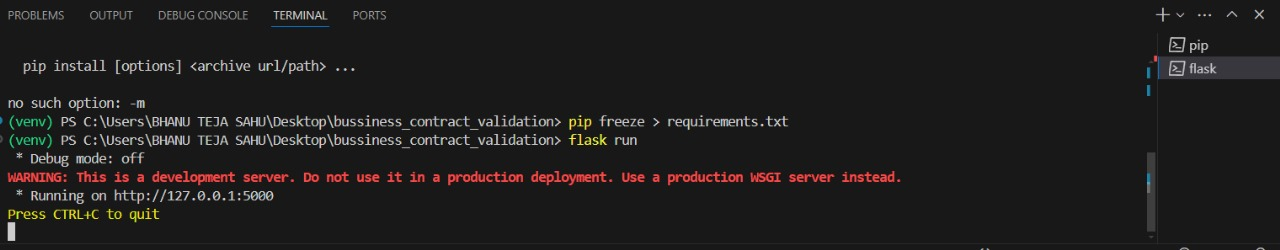 PROBLEMS OUTPUT DEBUG CONSOLE TERMINAL PORTS
pip
flask
pip install [options] <archive url/path> ...
no such option: -m
(venv) PS C:\Users\BHANU TEJA SAHU\Desktop\bussiness_contract_validation> pip freeze > requirements.txt
(venv) PS C:\Users\BHANU TEJA SAHU\Desktop\bussiness_contract_validation> flask run
* Debug mode: off
WARNING: This is a development server. Do not use it in a production deployment. Use a production WSGI server instead.
* Running on http://127.0.0.1:5000
Press CTRL+C to quit